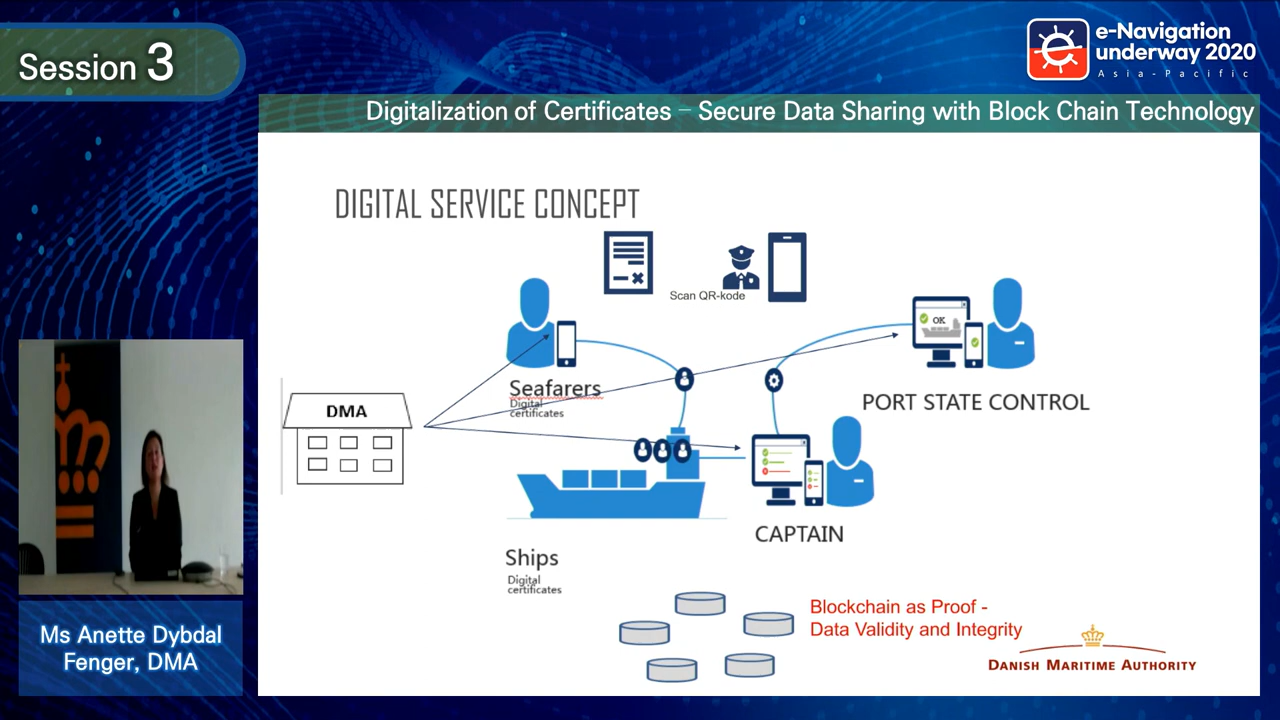 Session 3
e-Navigation
underway 2020
Asia-Pacific
Digitalization of Certificates – Secure Data Sharing with Block Chain Technology
DIGITAL SERVICE CONCEPT
Scan QR-kode
OK
Seafarers
Digital
certificates
PORT STATE CONTROL
DMA
CAPTAIN
Ships
Digital
certificates
Blockchain as Proof -
Data Validity and Integrity
DANISH MARITIME AUTHORITY
Ms Anette Dybdal
Fenger, DMA